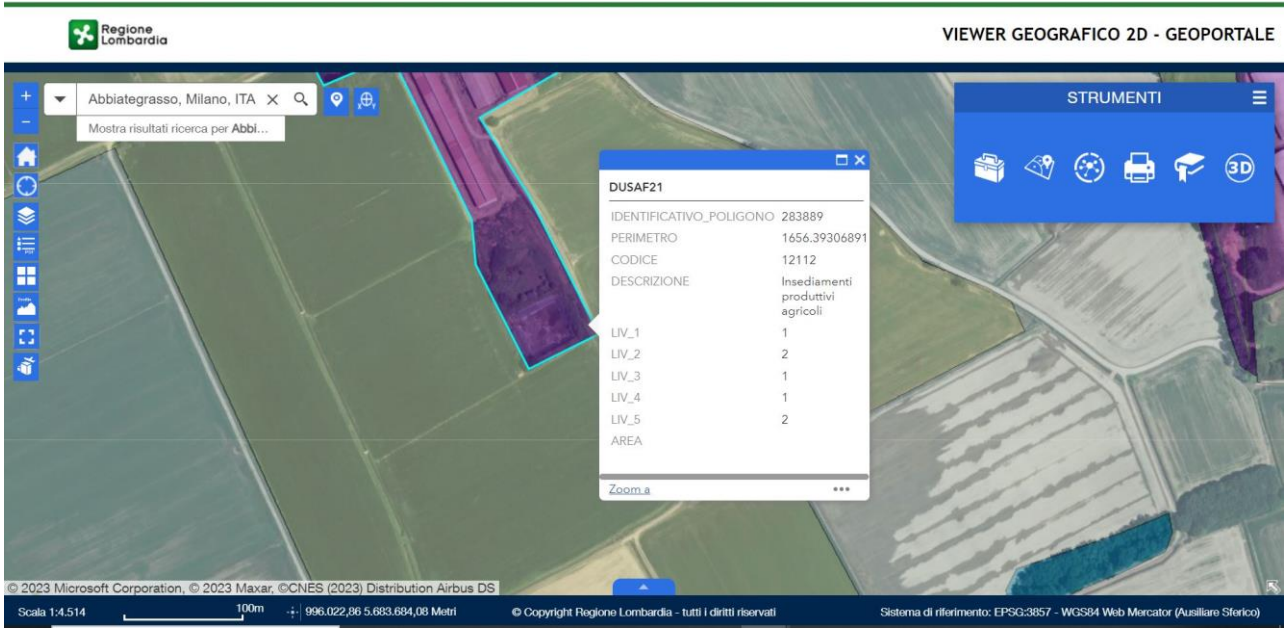 Regione
Lombardia
VIEWER GEOGRAFICO 2D - GEOPORTALE
+
Abbiategrasso, Milano, ITA
Mostra risultati ricerca per Abbi...
−
STRUMENTI
3D
DUSAF21
IDENTIFICATIVO_POLIGONO 283889
PERIMETRO 1656.39306891
CODICE 12112
DESCRIZIONE Insediamenti
produttivi
agricoli
LIV_1 1
LIV_2 2
LIV_3 1
LIV_4 1
LIV_5 2
AREA
Zoom a •••
© 2023 Microsoft Corporation, © 2023 Maxar, ©CNES (2023) Distribution Airbus DS
Scala 1:4.514 100m 996.022,86 5.683.684,08 Metri © Copyright Regione Lombardia - tutti i diritti riservati Sistema di riferimento: EPSG:3857 - WGS84 Web Mercator (Ausiliare Sferico)